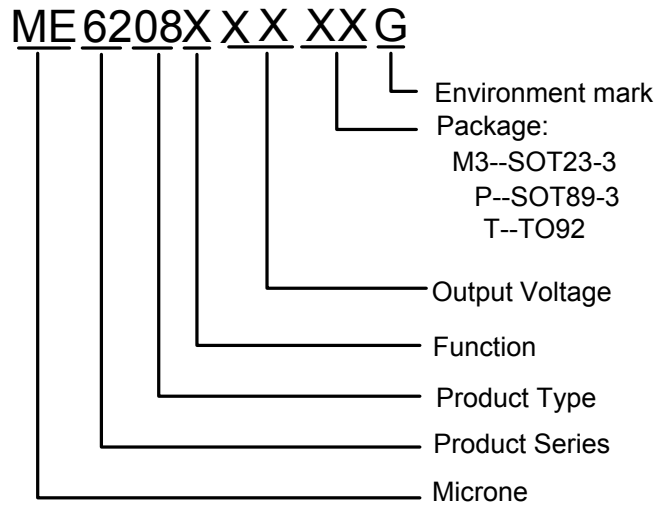 ME6208X X X XX G
Environment mark
Package:
M3--SOT23-3
P--SOT89-3
T--TO92
Output Voltage
Function
Product Type
Product Series
Microne